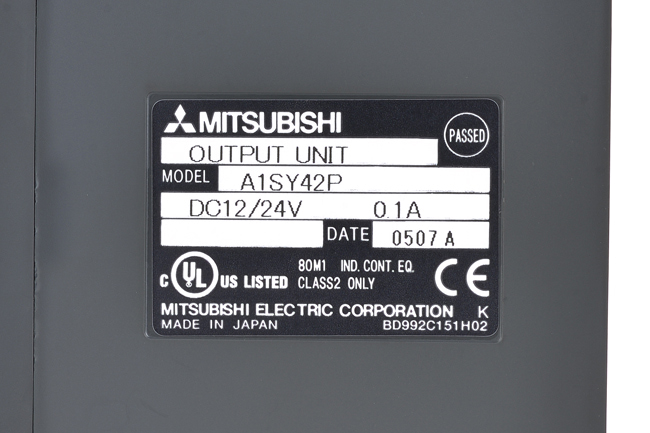 MITSUBISHI
PASSED
OUTPUT UNIT
MODEL A1SY42P
DC12/24V 0.1A
DATE 0507 A
C UL US LISTED 80M1 IND. CONT. EQ. CLASS2 ONLY CE
MITSUBISHI ELECTRIC CORPORATION K
MADE IN JAPAN BD992C151H02